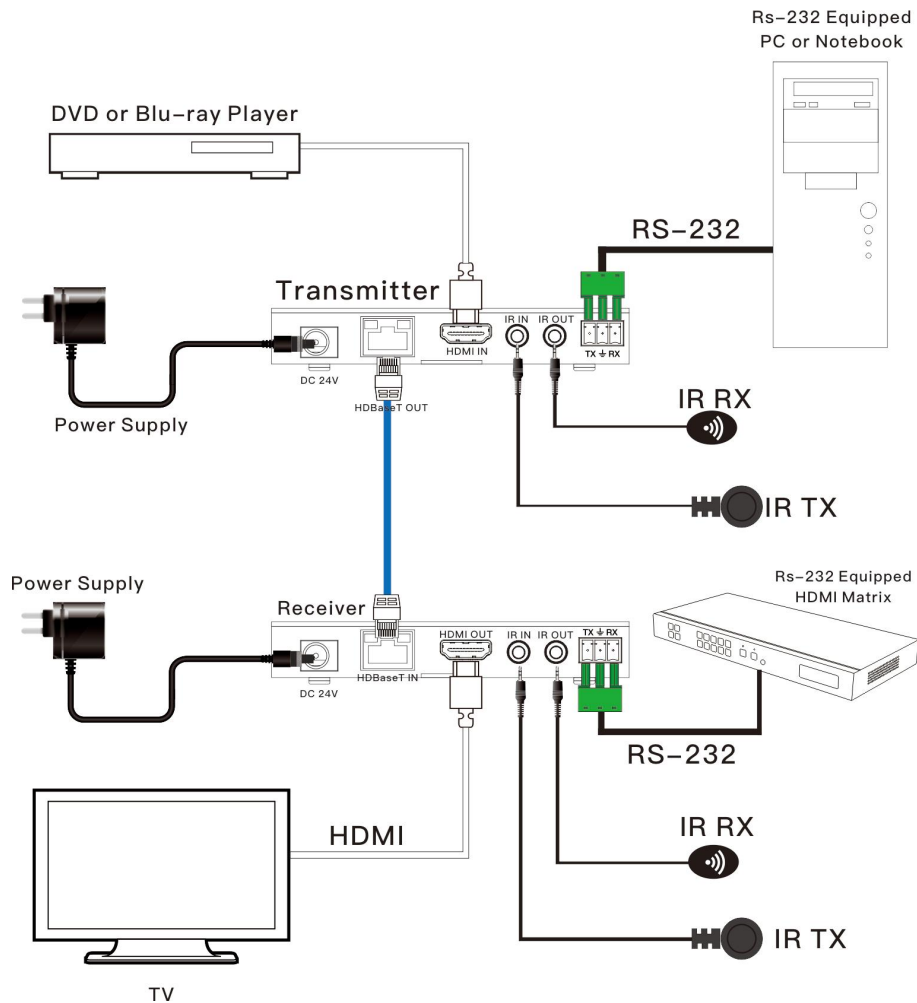 Rs-232 Equipped
PC or Notebook
DVD or Blu-ray Player
RS-232
Transmitter
IR IN
IR OUT
HDMI IN
TX
RX
DC 24V
HDBaseT OUT
Power Supply
IR RX
IR TX
Power Supply
Rs-232 Equipped
HDMI Matrix
Receiver
HDMI OUT
IR IN
IR OUT
TX
RX
DC 24V
HDBaseT IN
RS-232
HDMI
IR RX
IR TX
TV